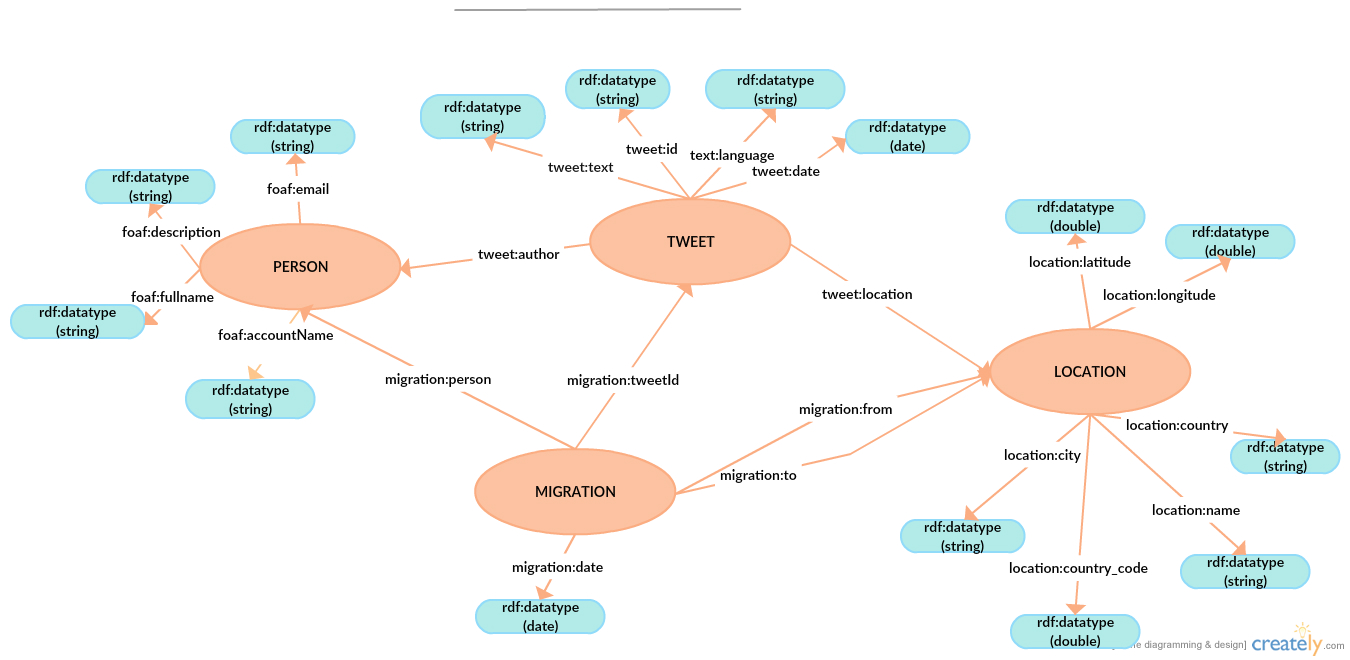 rdf:datatype
(string)
rdf:datatype
(string)
rdf:datatype
(string)
rdf:datatype
(string)
rdf:datatype
(date)
tweet:id
text:language
tweet:text
tweet:date
rdf:datatype
(string)
foaf:email
foaf:description
rdf:datatype
(double)
rdf:datatype
(double)
TWEET
tweet:author
PERSON
location:latitude
foaf:fullname
tweet:location
location:longitude
rdf:datatype
(string)
foaf:accountName
migration:person
migration:tweetId
LOCATION
rdf:datatype
(string)
migration:from
location:country
location:city
rdf:datatype
(string)
migration:to
MIGRATION
location:name
rdf:datatype
(string)
migration:date
location:country_code
rdf:datatype
(string)
rdf:datatype
(date)
rdf:datatype
(double)
diagramming & design]
creately.com